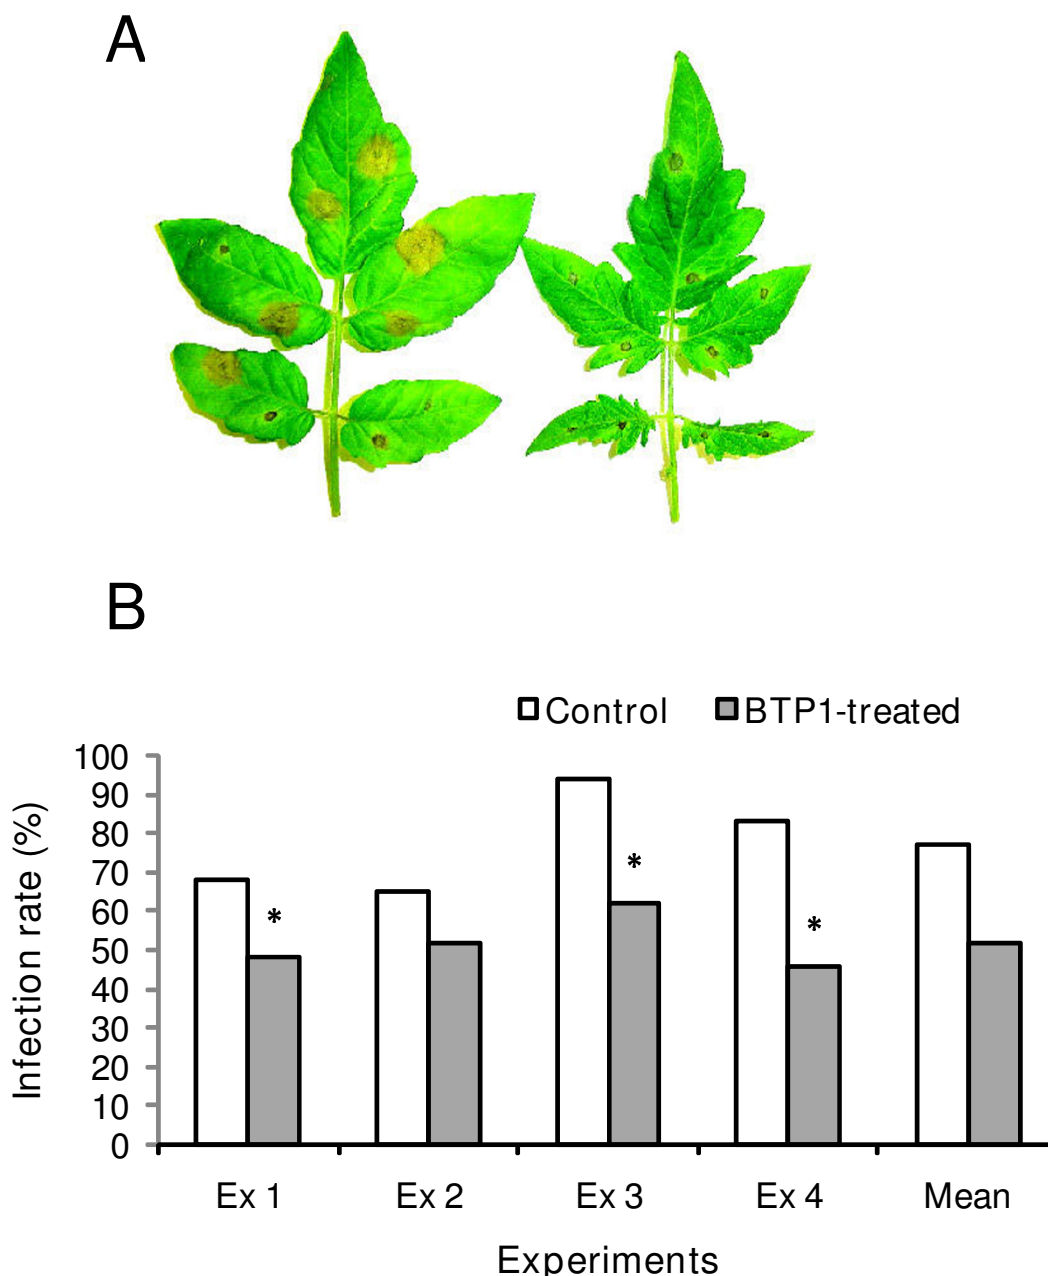 A
B
Control BTP1-treated
100
90
80
70
60
50
40
30
20
10
0
Infection rate (%)
*
*
*
Ex 1 Ex 2 Ex 3 Ex 4 Mean
Experiments